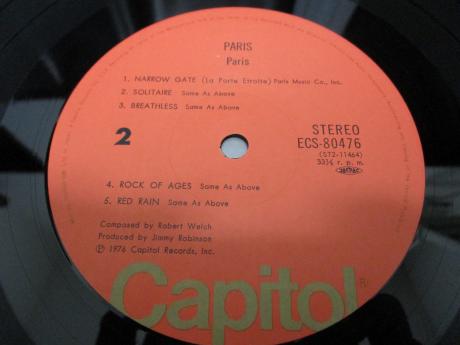 PARIS
Paris
1. NARROW GATE (La Porte Etroite) Paris Music Co., Inc.
2. SOLITAIRE Same As Above
3. BREATHLESS Same As Above
2
STEREO
ECS-80476
(ST2-11464)
33⅓ r. p. m.
4. ROCK OF AGES Same As Above
5. RED RAIN Same As Above
Composed by Robert Welch
Produced by Jimmy Robinson
Ⓟ 1976 Capitol Records, Inc.
Capitol®